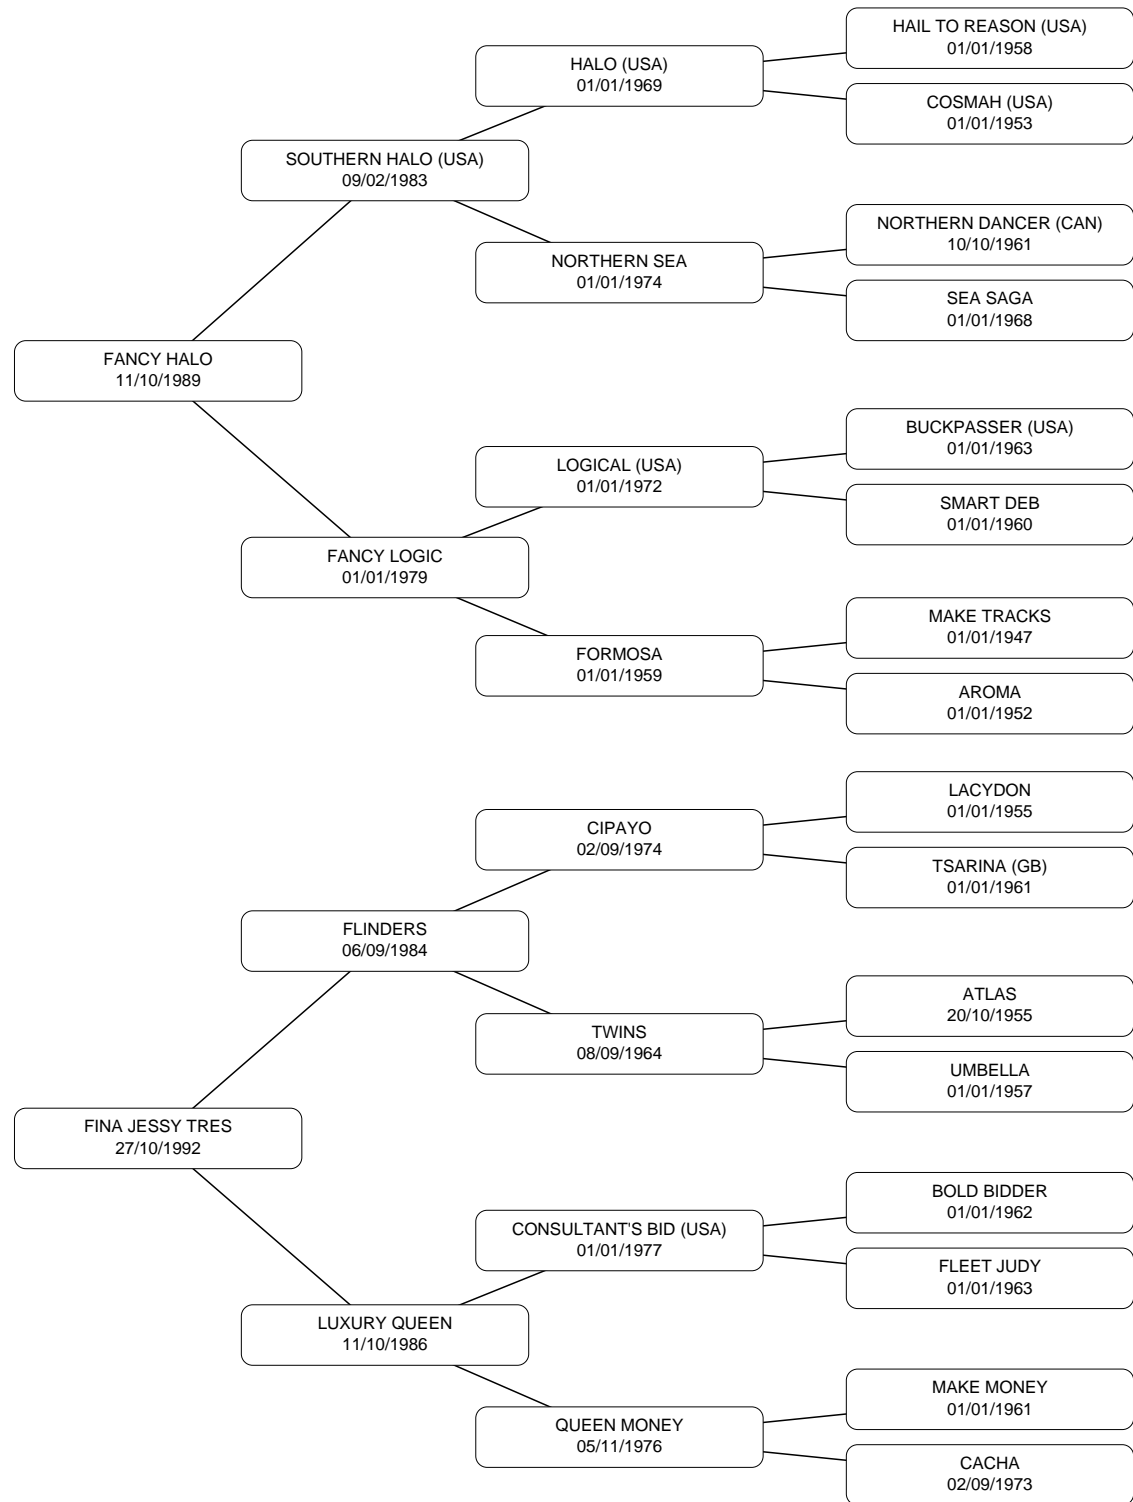 HAIL TO REASON (USA)
01/01/1958
HALO (USA)
01/01/1969
COSMAH (USA)
01/01/1953
SOUTHERN HALO (USA)
09/02/1983
NORTHERN DANCER (CAN)
10/10/1961
NORTHERN SEA
01/01/1974
SEA SAGA
01/01/1968
FANCY HALO
11/10/1989
BUCKPASSER (USA)
01/01/1963
LOGICAL (USA)
01/01/1972
SMART DEB
01/01/1960
FANCY LOGIC
01/01/1979
MAKE TRACKS
01/01/1947
FORMOSA
01/01/1959
AROMA
01/01/1952
LACYDON
01/01/1955
CIPAYO
02/09/1974
TSARINA (GB)
01/01/1961
FLINDERS
06/09/1984
ATLAS
20/10/1955
TWINS
08/09/1964
UMBELLA
01/01/1957
FINA JESSY TRES
27/10/1992
BOLD BIDDER
01/01/1962
CONSULTANT'S BID (USA)
01/01/1977
FLEET JUDY
01/01/1963
LUXURY QUEEN
11/10/1986
MAKE MONEY
01/01/1961
QUEEN MONEY
05/11/1976
CACHA
02/09/1973